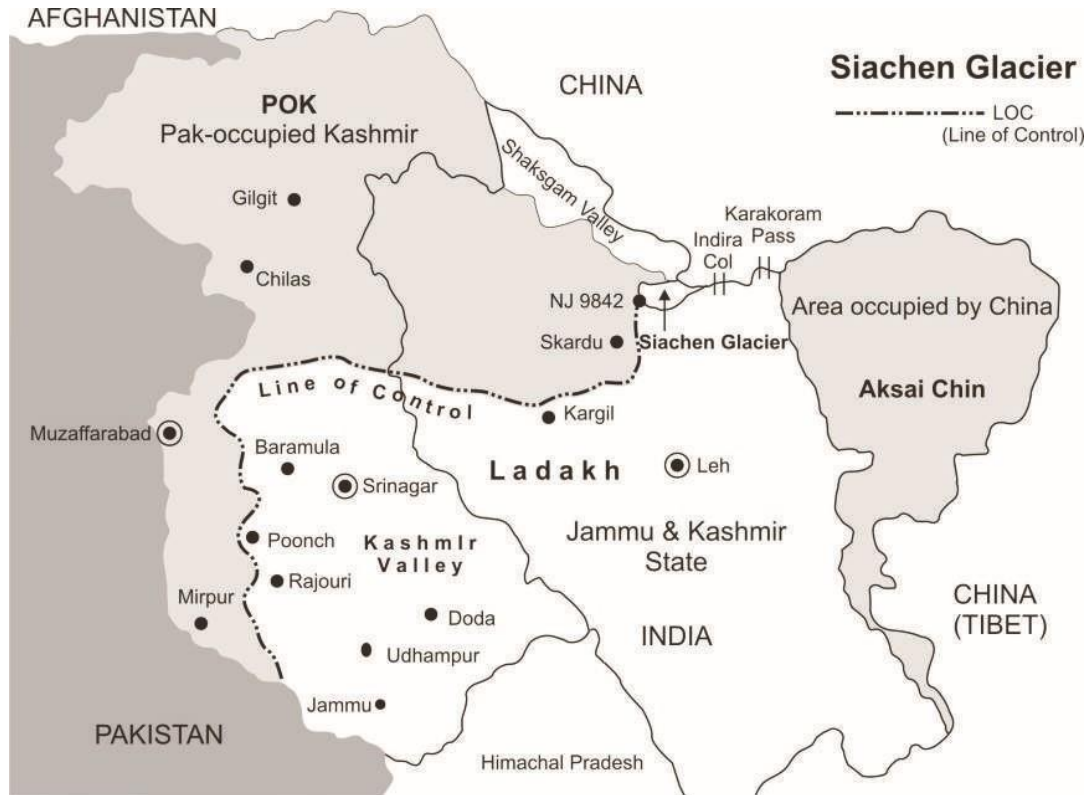 AFGHANISTAN
CHINA
Siachen Glacier
LOC
(Line of Control)
POK
Pak-occupied Kashmir
Shaksgam Valley
Gilgit
Karakoram
Pass
Indira
Col
Chilas
NJ 9842
Area occupied by China
Skardu
Siachen Glacier
Line of Control
Aksai Chin
Kargil
Muzaffarabad
Baramula
Ladakh
Leh
Srinagar
Poonch
Kashmlr
Valley
Jammu & Kashmir
State
Rajouri
Mirpur
Doda
CHINA
(TIBET)
INDIA
Udhampur
Jammu
PAKISTAN
Himachal Pradesh